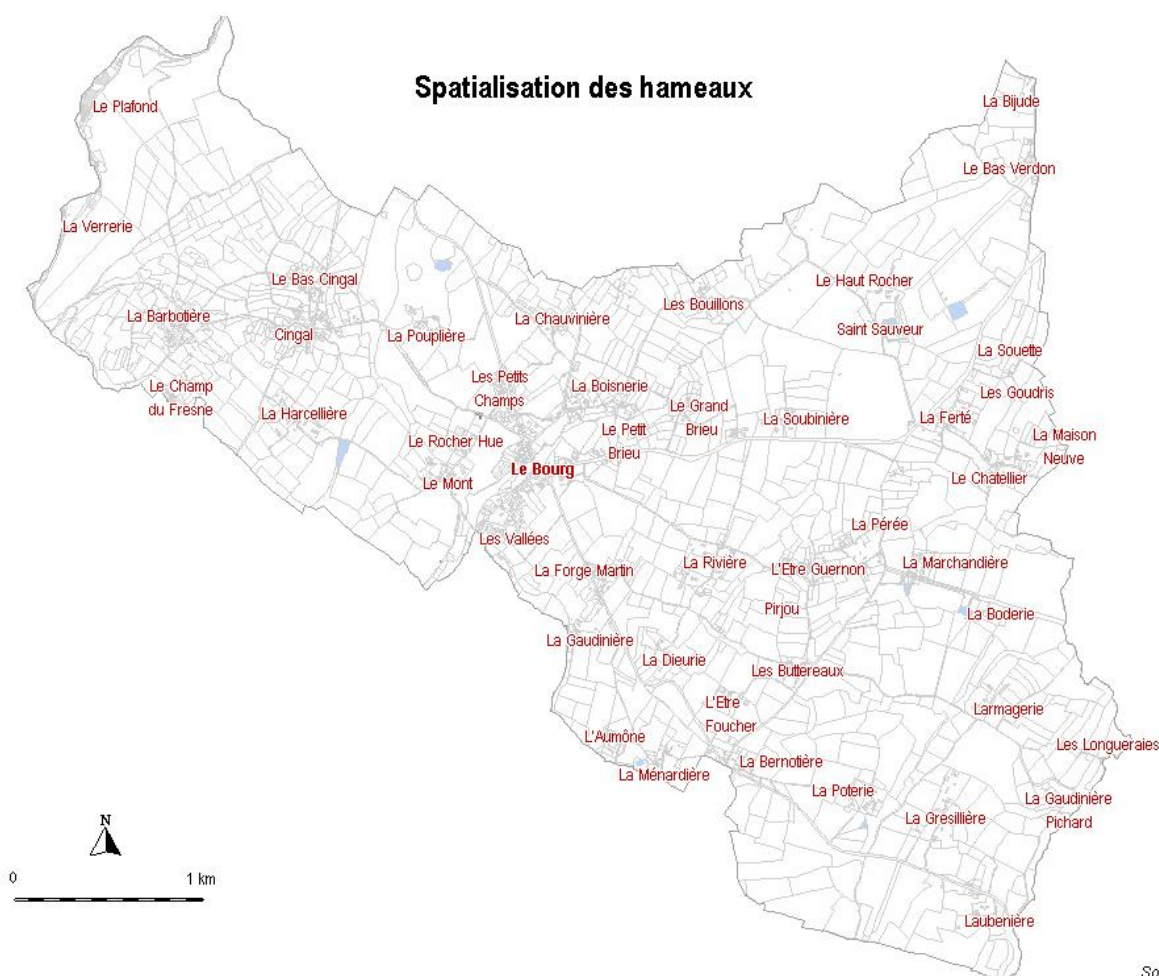 Spatialisation des hameaux
La Bijude
Le Plafond
Le Bas Verdon
La Verrerie
Le Bas Cingal
Le Haut Rocher
Les Bouillons
La Barbotière
La Chauvinière
Saint Sauveur
Cingal
La Pouplière
La Souette
Les Petits
Champs
La Boisnerie
Le Champ
du Fresne
Les Goudris
La Harcellière
Le Grand
Brieu
La Soubinière
La Ferté
Le Rocher Hue
Le Petit
Brieu
La Maison
Neuve
Le Bourg
Le Mont
Le Chatellier
La Pérée
Les Vallées
La Rivière
L'Etre Guernon
La Marchandière
La Forge Martin
Pirjou
La Boderie
La Gaudinière
La Dieurie
Les Buttereaux
L'Etre
Foucher
Larmagerie
L'Aumône
Les Longueraies
La Bernotière
La Ménardière
La Poterie
La Gaudinière
Pichard
La Gresillière
Laubenière
N
0 1 km
So